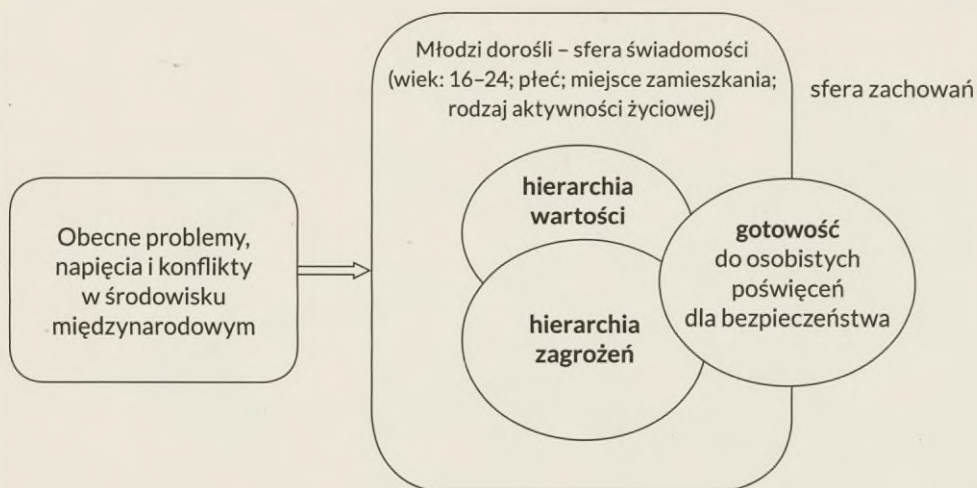 Młodzi dorośli – sfera świadomości
(wiek: 16–24; płeć; miejsce zamieszkania;
rodzaj aktywności życiowej)
sfera zachowań
Obecne problemy,
napięcia i konflikty
w środowisku
międzynarodowym
hierarchia
wartości
hierarchia
zagrożeń
gotowość
do osobistych
poświęceń
dla bezpieczeństwa